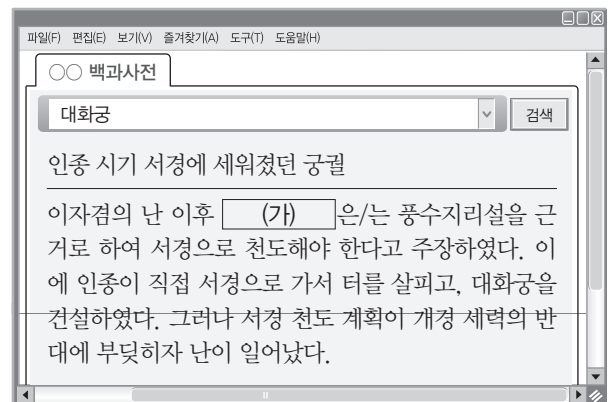 파일(F) 편집(E) 보기(V) 즐겨찾기(A) 도구(T) 도움말(H)
○○ 백과사전
대화궁 검색
인종 시기 서경에 세워졌던 궁궐
이자겸의 난 이후 (가) 은/는 풍수지리설을 근
거로 하여 서경으로 천도해야 한다고 주장하였다. 이
에 인종이 직접 서경으로 가서 터를 살피고, 대화궁을
건설하였다. 그러나 서경 천도 계획이 개경 세력의 반
대에 부딪히자 난이 일어났다.